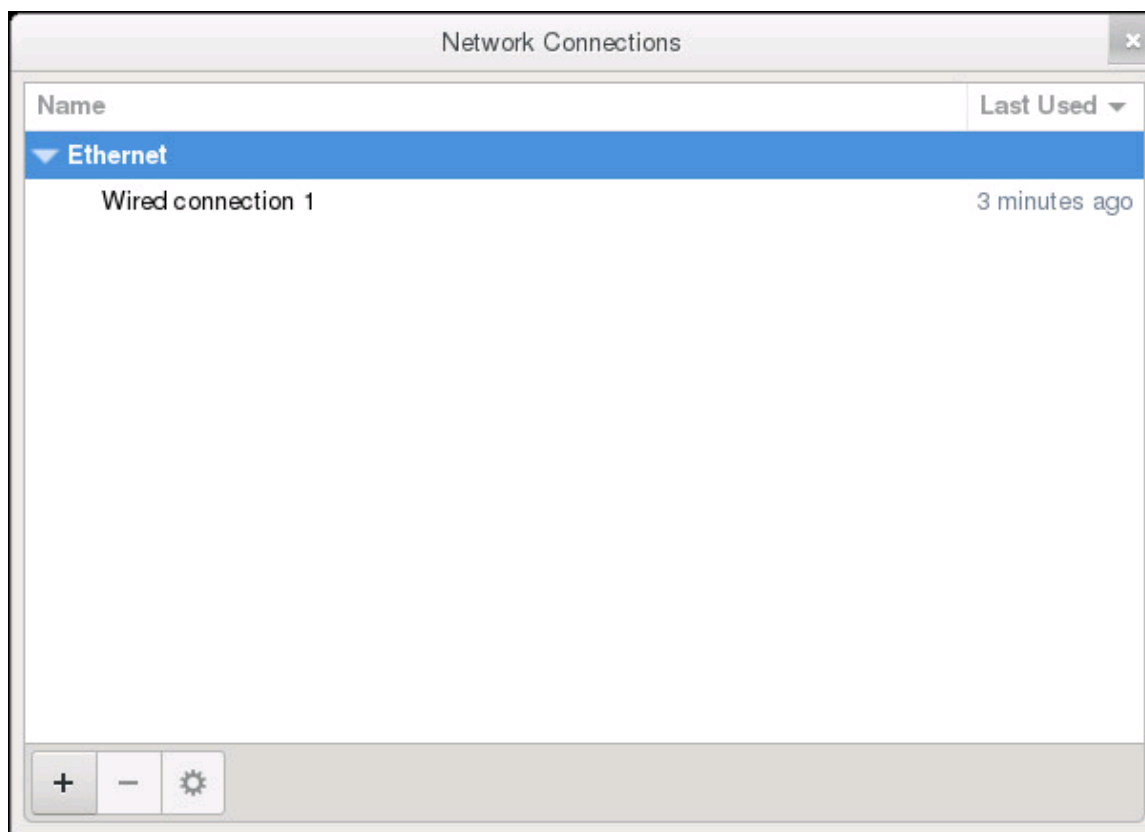 Network Connections
Name Last Used
Ethernet
Wired connection 1 3 minutes ago